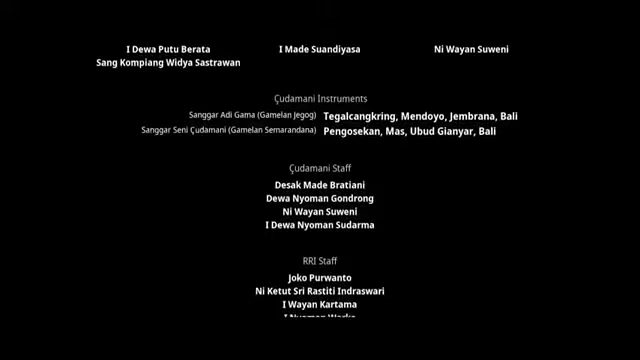 I Dewa Putu Berata I Made Suandiyasa Ni Wayan Suweni
Sang Kompiang Widya Sastrawan
Çudamani Instruments
Sanggar Adi Gama (Gamelan Jegog) Tegalcangkring, Mendoyo, Jembrana, Bali
Sanggar Seni Çudamani (Gamelan Semarandana) Pengosekan, Mas, Ubud Gianyar, Bali
Çudamani Staff
Desak Made Bratiani
Dewa Nyoman Gondrong
Ni Wayan Suweni
I Dewa Nyoman Sudarma
RRI Staff
Joko Purwanto
Ni Ketut Sri Rastiti Indraswari
I Wayan Kartama
I Nyoman